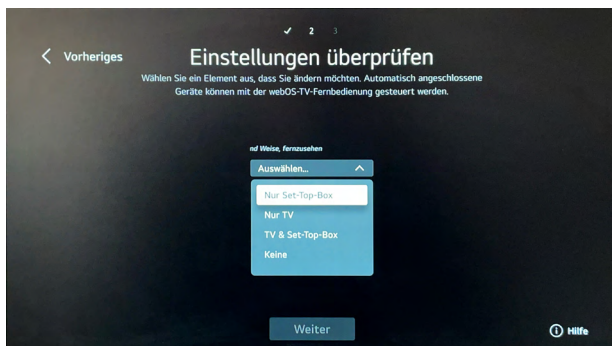 ✓ 2 3
Vorheriges
Einstellungen überprüfen
Wählen Sie ein Element aus, dass Sie ändern möchten. Automatisch angeschlossene
Geräte können mit der webOS-TV-Fernbedienung gesteuert werden.
nd Weise, fernzusehen
Auswählen...
Nur Set-Top-Box
Nur TV
TV & Set-Top-Box
Keine
Weiter
Hilfe